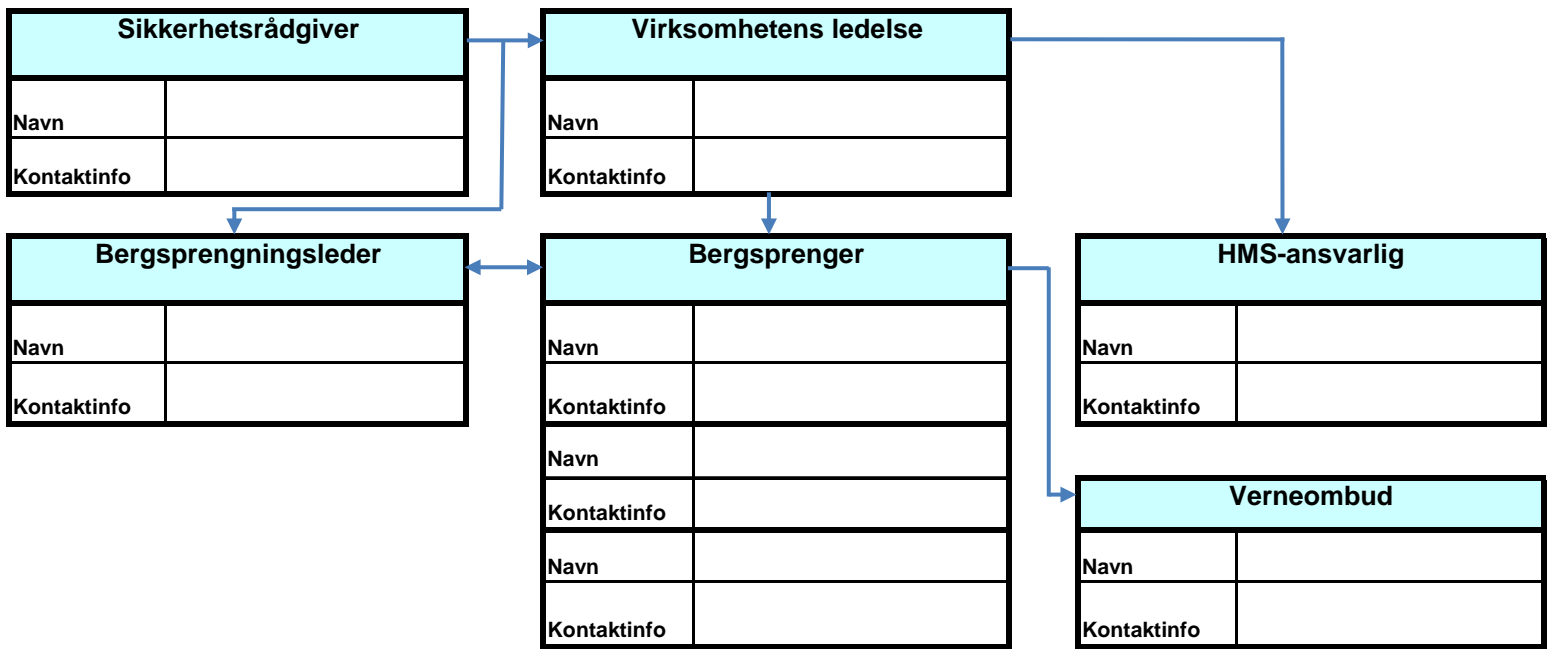 Sikkerhetsrådgiver
Navn
Kontaktinfo
Virksomhetens ledelse
Navn
Kontaktinfo
Bergsprengningsleder
Navn
Kontaktinfo
Bergsprenger
Navn
Kontaktinfo
Navn
Kontaktinfo
Navn
Kontaktinfo
HMS-ansvarlig
Navn
Kontaktinfo
Verneombud
Navn
Kontaktinfo